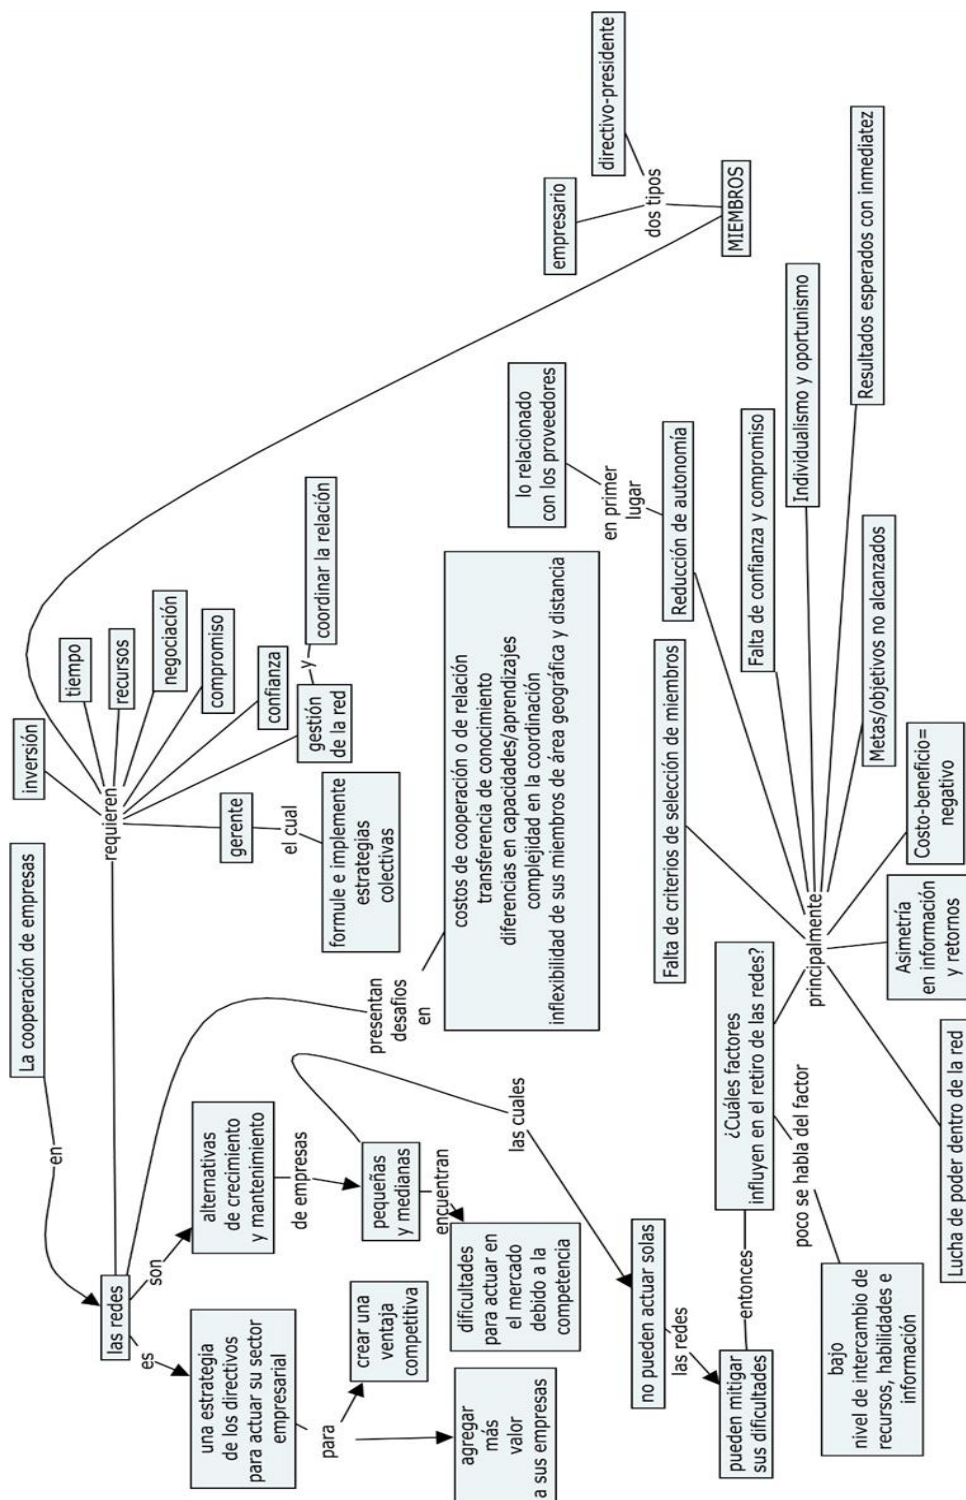 La cooperación de empresas
en
las redes
es
una estrategia
de los directivos
para actuar su sector
empresarial
para
crear una
ventaja
competitiva
agregar
más
valor
a sus empresas
son
alternativas
de crecimiento
y mantenimiento
de empresas
pequeñas
y medianas
encuentran
dificultades
para actuar en
el mercado
debido a la
competencia
las cuales
no pueden actuar solas
las redes
pueden mitigar
sus dificultades
entonces
¿Cuáles factores
influyen en el retiro de las redes?
poco se habla del factor
bajo
nivel de intercambio de
recursos, habilidades e
información
principalmente
Lucha de poder dentro de la red
Asimetría
en información
y retornos
Costo-beneficio=
negativo
Metas/objetivos no alcanzados
Resultados esperados con inmediatez
Individualismo y oportunismo
Falta de confianza y compromiso
Reducción de autonomía
en primer
lugar
lo relacionado
con los proveedores
Falta de criterios de selección de miembros
presentan
desafios
en
costos de cooperación o de relación
transferencia de conocimiento
diferencias en capacidades/aprendizajes
complejidad en la coordinación
inflexibilidad de sus miembros de área geográfica y distancia
requieren
inversión
tiempo
recursos
negociación
compromiso
confianza
gestión
de la red
y
coordinar la relación
gerente
el cual
formule e implemente
estrategias
colectivas
MIEMBROS
dos tipos
empresario
directivo-presidente